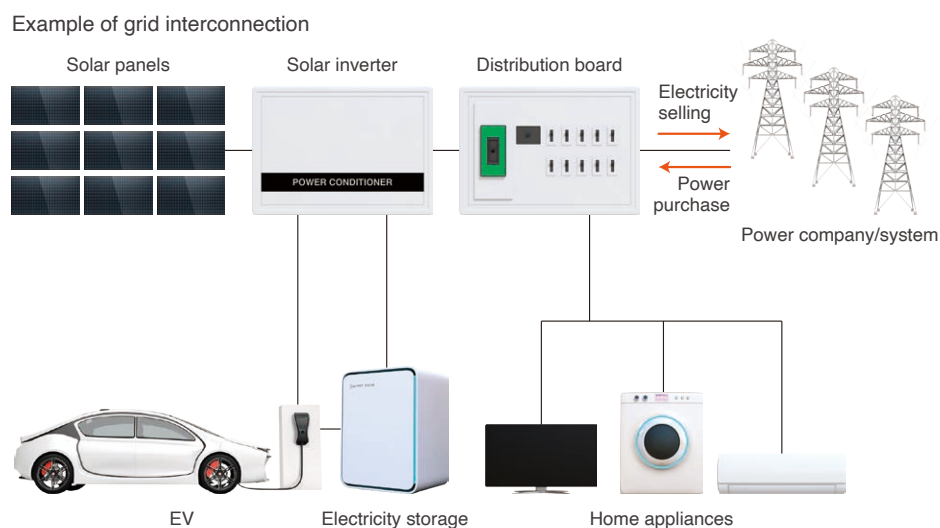 Example of grid interconnection
Solar panels
Solar inverter
Distribution board
Electricity
selling
POWER CONDITIONER
Power
purchase
Power company/system
EV
Electricity storage
Home appliances